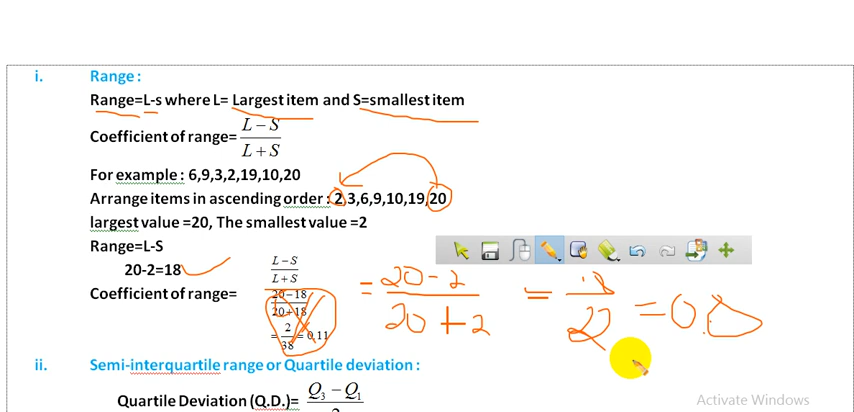 i. Range :
Range=L-s where L= Largest item and S=smallest item
Coefficient of range= L – S / L + S
For example : 6,9,3,2,19,10,20
Arrange items in ascending order : 2,3,6,9,10,19,20
largest value =20, The smallest value =2
Range=L-S
20-2=18
Coefficient of range= L – S / L + S
20 – 18 / 20 + 18
= 2 / 38 = 0.11
= 20 - 2 / 20 + 2 = 18 / 22 = 0.
ii. Semi-interquartile range or Quartile deviation :
Quartile Deviation (Q.D.)= Q3 – Q1 / 2
Activate Windows